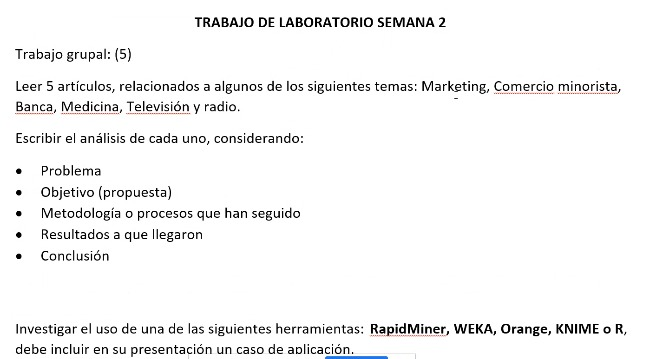 TRABAJO DE LABORATORIO SEMANA 2
Trabajo grupal: (5)
Leer 5 artículos, relacionados a algunos de los siguientes temas: Marketing, Comercio minorista,
Banca, Medicina, Televisión y radio.
Escribir el análisis de cada uno, considerando:
• Problema
• Objetivo (propuesta)
• Metodología o procesos que han seguido
• Resultados a que llegaron
• Conclusión
Investigar el uso de una de las siguientes herramientas: RapidMiner, WEKA, Orange, KNIME o R,
debe incluir en su presentación un caso de aplicación.